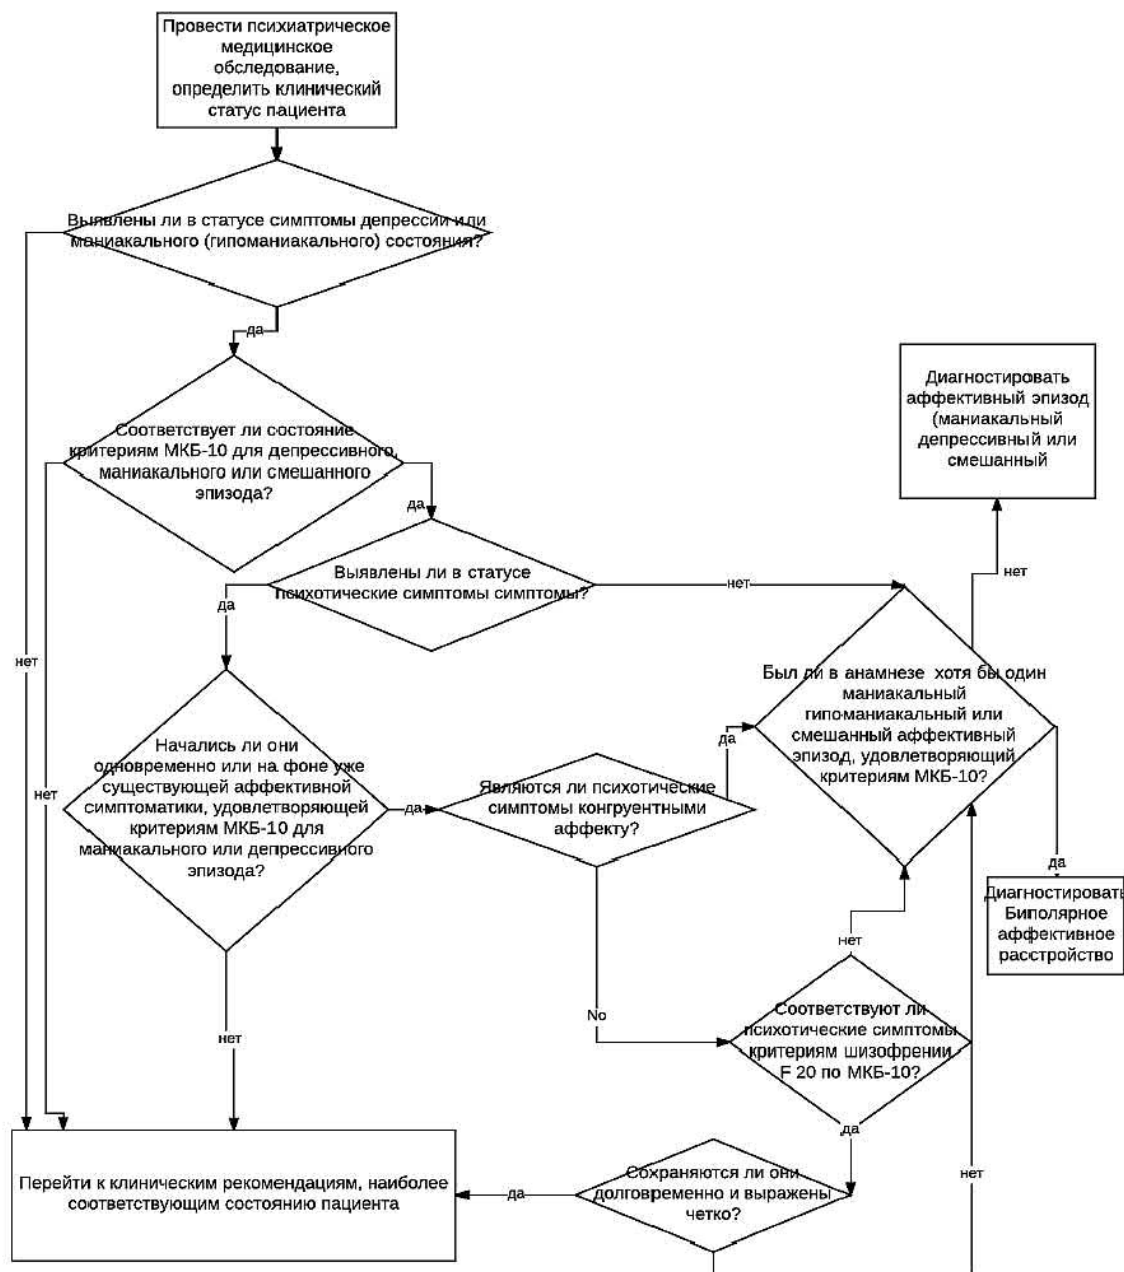 Провести психиатрическое
медицинское
обследование,
определить клинический
статус пациента
Выявлены ли в статусе симптомы депрессии или
маниакального (гипоманиакального) состояния?
да
Соответствует ли состояние
критериям МКБ-10 для депрессивного,
маниакального или смешанного
эпизода?
Диагностировать
аффективный эпизод
(маниакальный
депрессивный или
смешанный
да
Выявлены ли в статусе
психотические симптомы симптомы?
нет
нет
да
нет
Был ли в анамнезе хотя бы один
маниакальный
гипоманиакальный или
смешанный аффективный
эпизод, удовлетворяющий
критериям МКБ-10?
Начались ли они
одновременно или на фоне уже
существующей аффективной
симптоматики, удовлетворяющей
критериям МКБ-10 для
маниакального или депрессивного
эпизода?
нет
да
Являются ли психотические
симптомы конгруентными
аффекту?
да
да
Диагностировать
Биполярное
аффективное
расстройство
нет
No
Соответствуют ли
психотические симптомы
критериям шизофрении
F 20 по МКБ-10?
нет
да
нет
Перейти к клиническим рекомендациям, наиболее
соответствующим состоянию пациента
да
Сохраняются ли они
долговременно и выражены
четко?